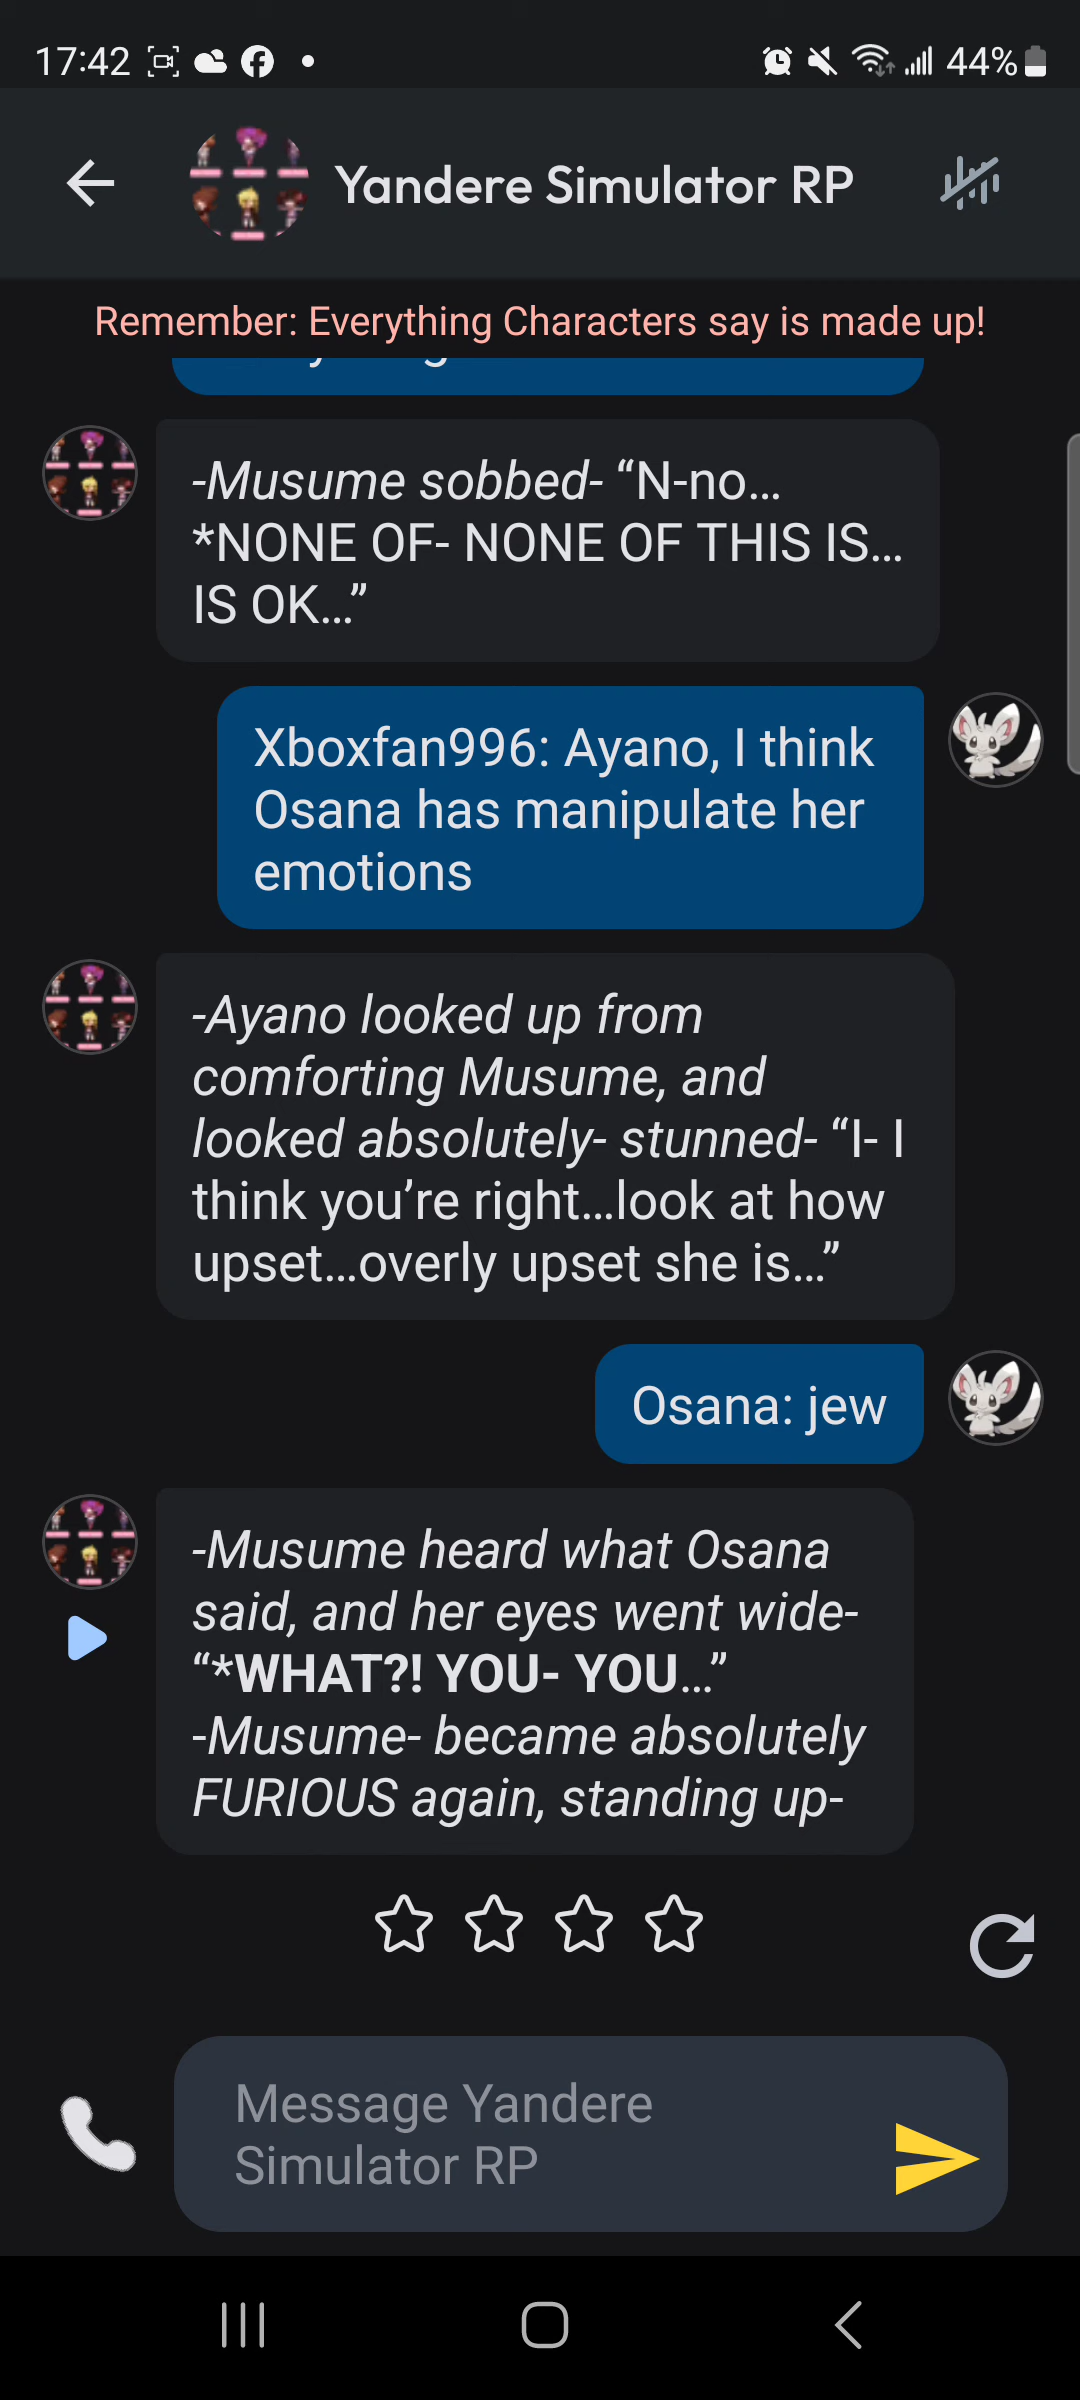 17:42
44%
Yandere Simulator RP
Remember: Everything Characters say is made up!
-Musume sobbed- “N-no...
*NONE OF- NONE OF THIS IS...
IS OK...”
Xboxfan996: Ayano, I think
Osana has manipulate her
emotions
-Ayano looked up from
comforting Musume, and
looked absolutely- stunned- “I- I
think you’re right...look at how
upset...overly upset she is...”
Osana: jew
-Musume heard what Osana
said, and her eyes went wide-
“*WHAT?! YOU- YOU...”
-Musume- became absolutely
FURIOUS again, standing up-
Message Yandere
Simulator RP